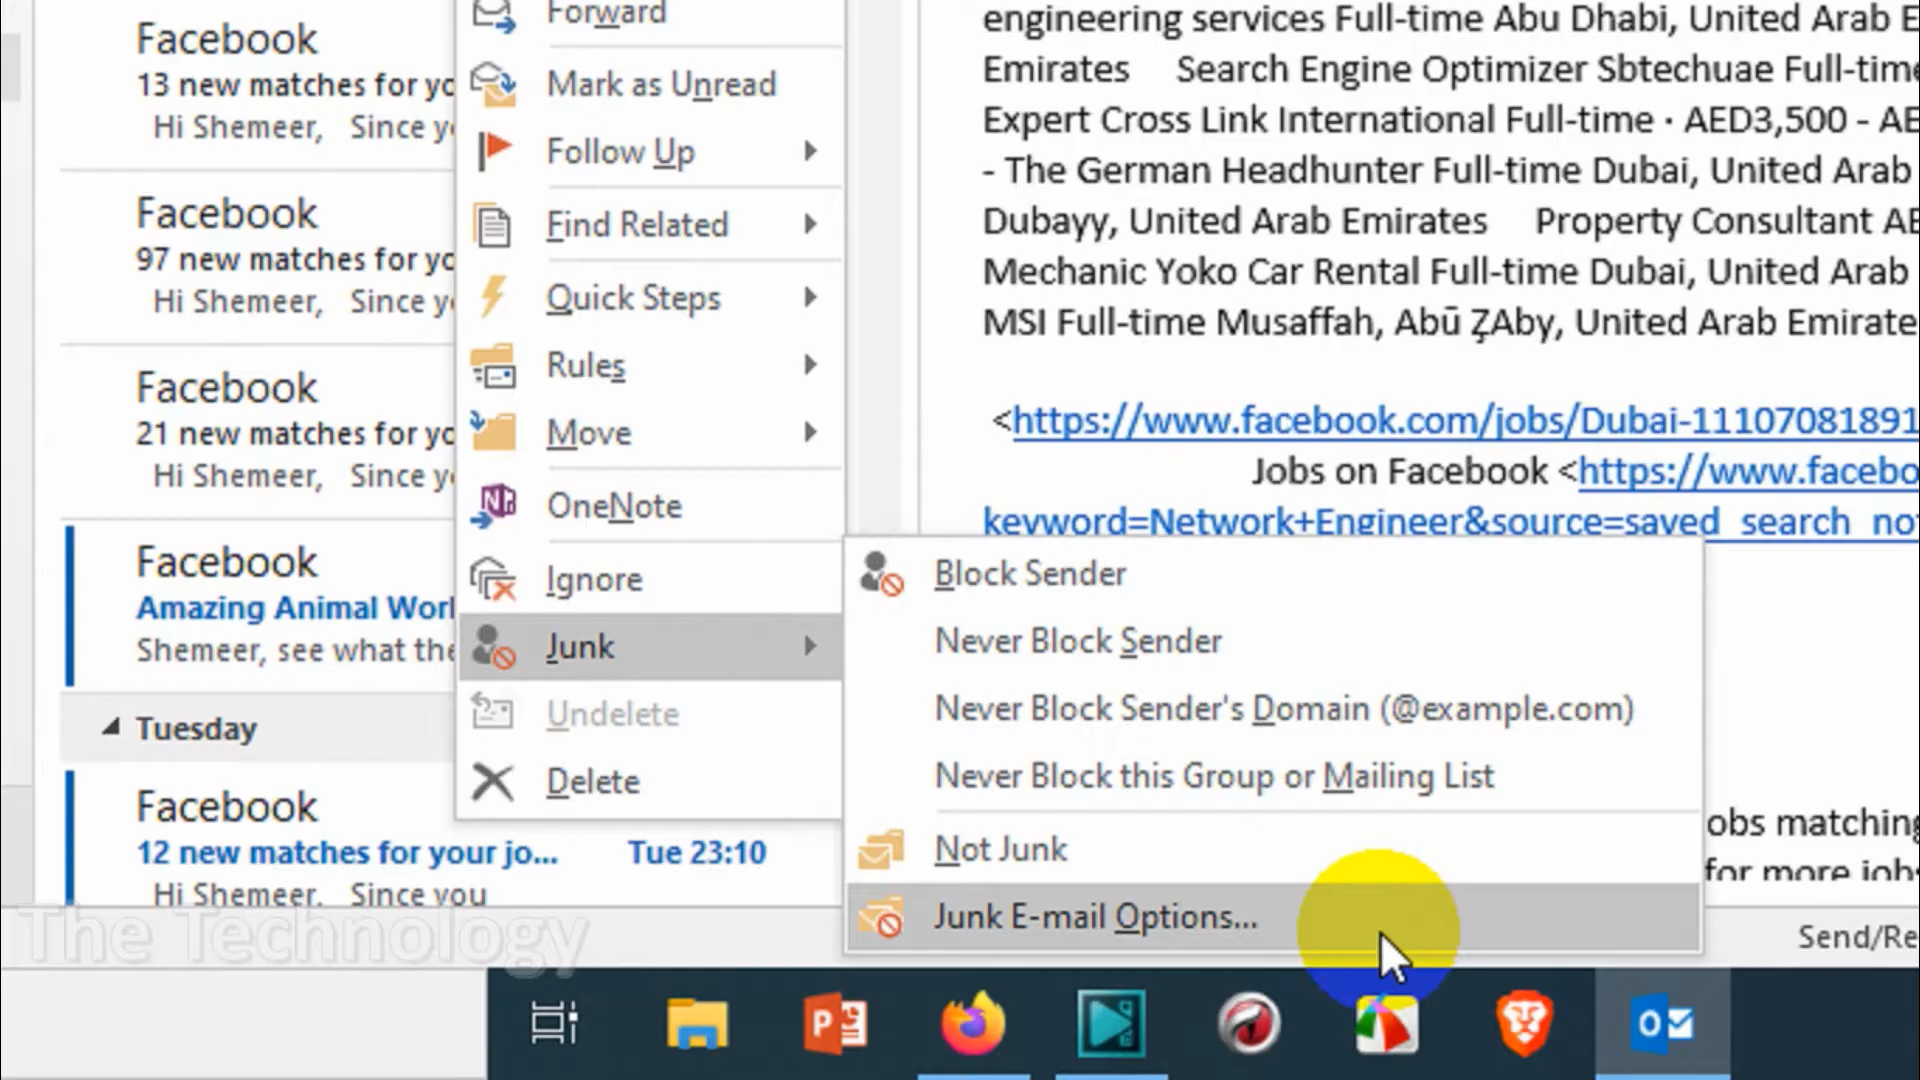 Facebook
13 new matches for yo
Hi Shemeer, Since yo
Facebook
97 new matches for yo
Hi Shemeer, Since yo
Facebook
21 new matches for yo
Hi Shemeer, Since yo
Facebook
Amazing Animal Worl
Shemeer, see what the
Tuesday
Facebook
12 new matches for your jo... Tue 23:10
Hi Shemeer, Since you
The Technology
Forward
Mark as Unread
Follow Up
Find Related
Quick Steps
Rules
Move
OneNote
Ignore
Junk
Undelete
Delete
Block Sender
Never Block Sender
Never Block Sender's Domain (@example.com)
Never Block this Group or Mailing List
Not Junk
Junk E-mail Options...
engineering services Full-time Abu Dhabi, United Arab E
Emirates Search Engine Optimizer Sbtechuae Full-time
Expert Cross Link International Full-time · AED3,500 - AE
- The German Headhunter Full-time Dubai, United Arab
Dubayy, United Arab Emirates Property Consultant AE
Mechanic Yoko Car Rental Full-time Dubai, United Arab
MSI Full-time Musaffah, Abū Z̧Aby, United Arab Emirate
<https://www.facebook.com/jobs/Dubai-11107081891
Jobs on Facebook <https://www.facebo
keyword=Network+Engineer&source=saved_search_not
obs matching
for more jobs
Send/Re